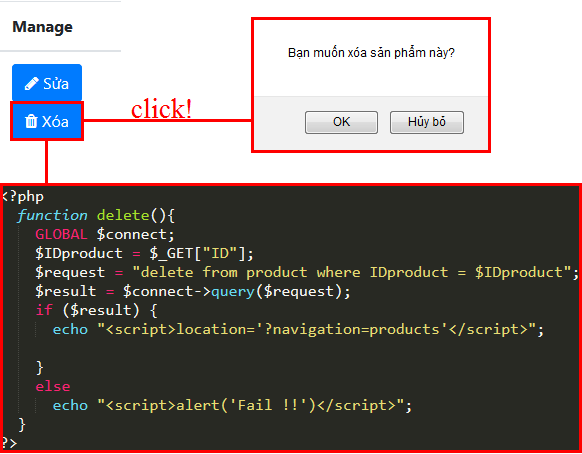 Manage
Bạn muốn xóa sản phẩm này?
Sửa
Xóa
click!
OK
Hủy bỏ
<?php
function delete(){
GLOBAL $connect;
$IDproduct = $_GET["ID"];
$request = "delete from product where IDproduct = $IDproduct";
$result = $connect->query($request);
if ($result) {
echo "<script>location='?navigation=products'</script>";
}
else
echo "<script>alert('Fail !!')</script>";
}
?>